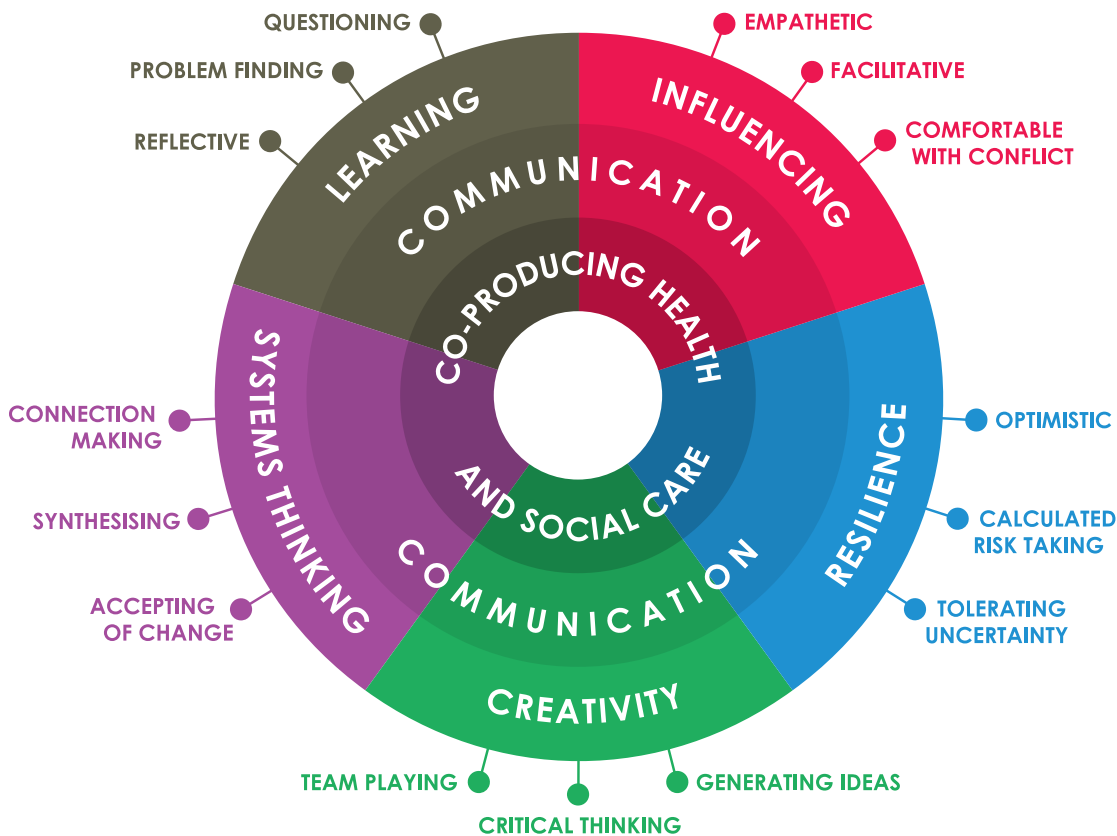 QUESTIONING
PROBLEM FINDING
REFLECTIVE
LEARNING
EMPATHETIC
FACILITATIVE
COMFORTABLE
WITH CONFLICT
INFLUENCING
COMMUNICATION
CO-PRODUCING HEALTH
AND SOCIAL CARE
COMMUNICATION
SYSTEMS THINKING
CONNECTION
MAKING
SYNTHESISING
ACCEPTING
OF CHANGE
RESILIENCE
OPTIMISTIC
CALCULATED
RISK TAKING
TOLERATING
UNCERTAINTY
CREATIVITY
TEAM PLAYING
CRITICAL THINKING
GENERATING IDEAS